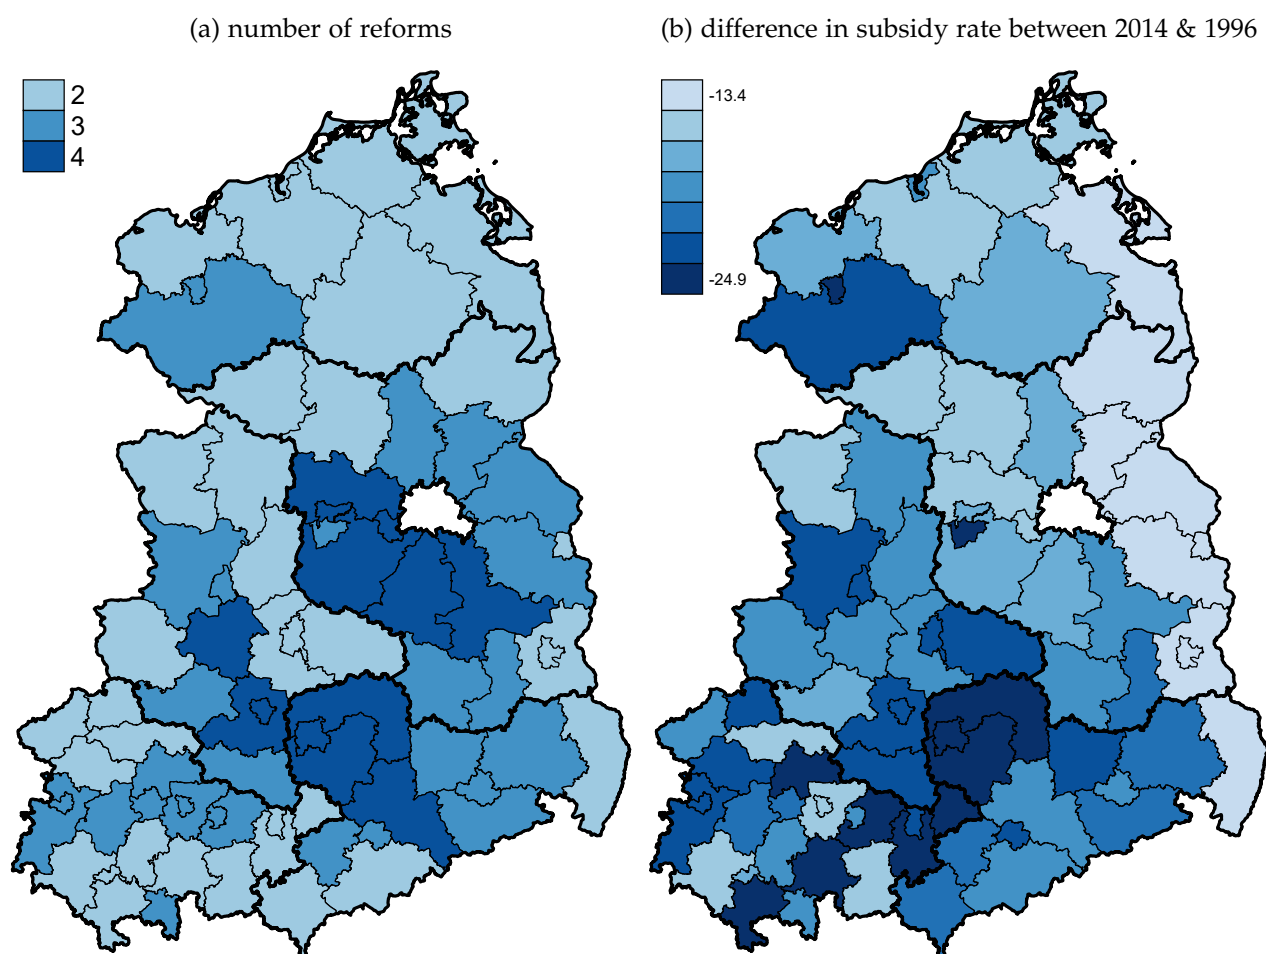 (a) number of reforms
(b) difference in subsidy rate between 2014 & 1996
2
3
4
-13.4
-24.9